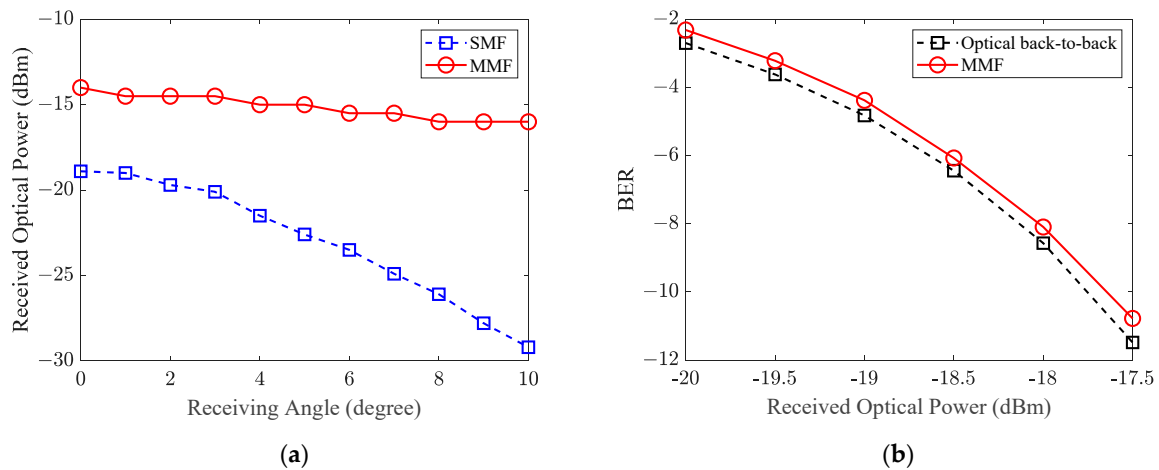 −10
−15
−20
−25
−30
Received Optical Power (dBm)
SMF
MMF
0 2 4 6 8 10
Receiving Angle (degree)
(a)
−2
−4
−6
−8
−10
−12
BER
Optical back-to-back
MMF
-20 -19.5 -19 -18.5 -18 -17.5
Received Optical Power (dBm)
(b)